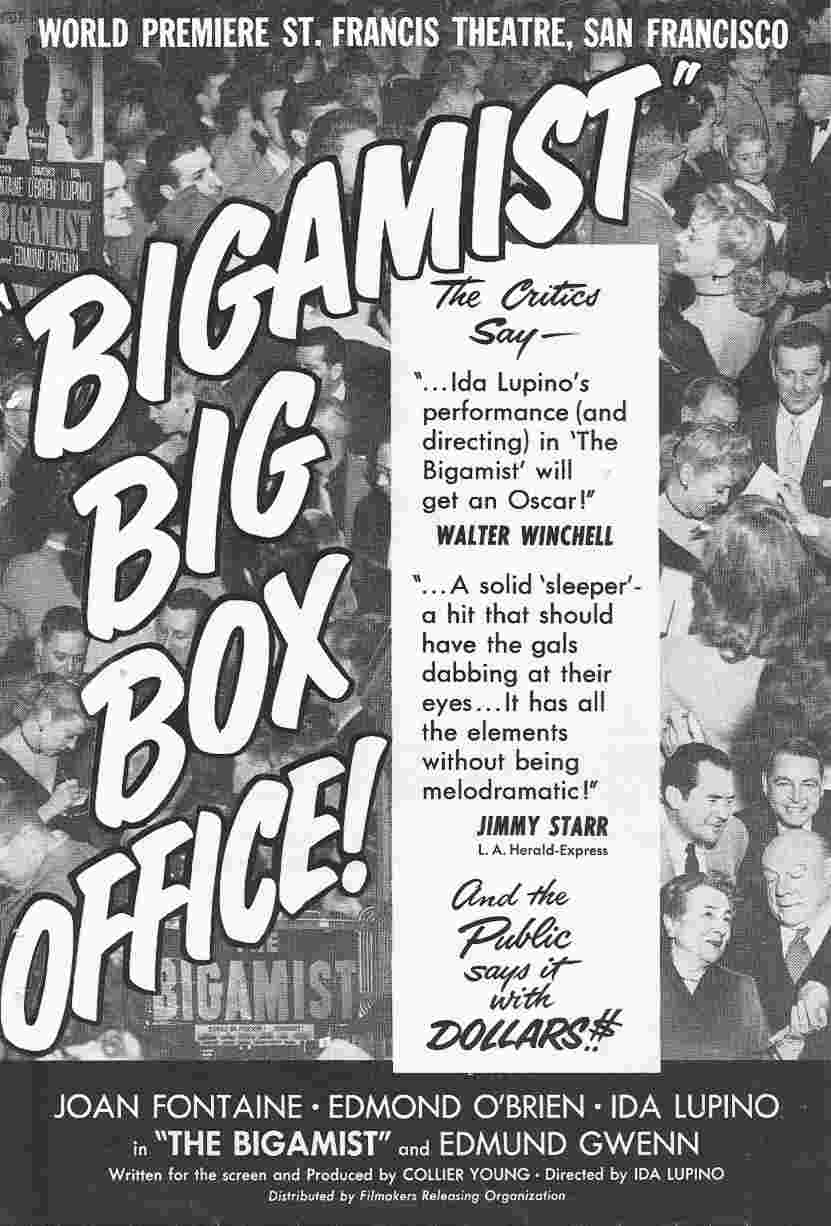 WORLD PREMIERE ST. FRANCIS THEATRE, SAN FRANCISCO
"BIGAMIST"
BIG
BOX
OFFICE!
The Critics
Say—
"...Ida Lupino's
performance (and
directing) in 'The
Bigamist' will
get an Oscar!"
WALTER WINCHELL
"...A solid 'sleeper'-
a hit that should
have the gals
dabbing at their
eyes...It has all
the elements
without being
melodramatic!"
JIMMY STARR
L. A. Herald-Express
And the
Public
says it
with
DOLLARS!$
EDMOND IDA
NTAINE O'BRIEN LUPINO
BIGAMIST
and EDMUND GWENN
THE
BIGAMIST
JOAN FONTAINE • EDMOND O'BRIEN • IDA LUPINO
in "THE BIGAMIST" and EDMUND GWENN
Written for the screen and Produced by COLLIER YOUNG • Directed by IDA LUPINO
Distributed by Filmakers Releasing Organization